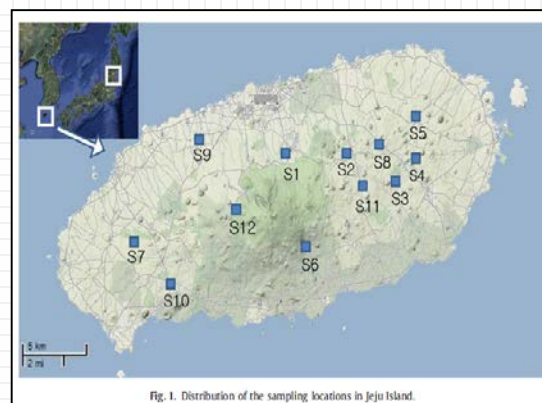 S5
S9
S1
S2
S8
S4
S11
S3
S12
S7
S6
S10
5 km
2 mi
Fig. 1. Distribution of the sampling locations in Jeju Island.